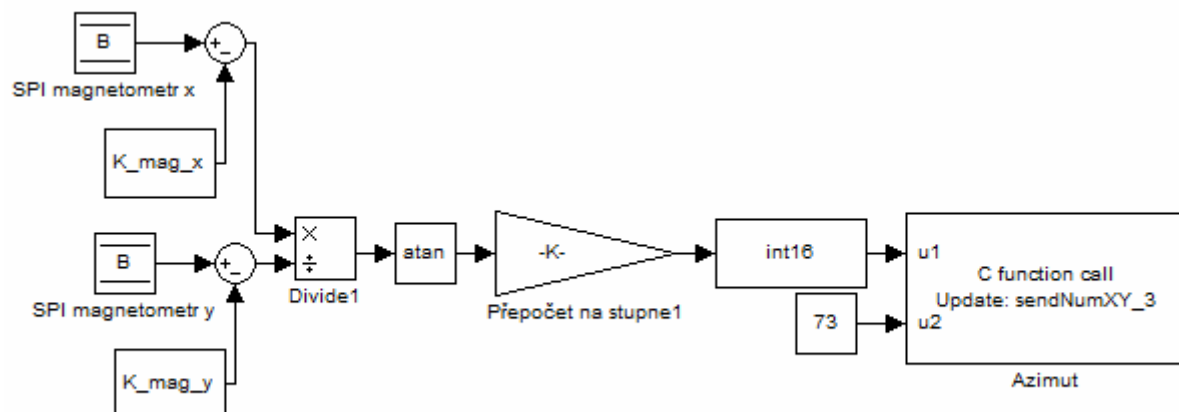 B
+
-
SPI magnetometr x
K_mag_x
B
+
-
SPI magnetometr y
×
÷
Divide1
atan
-K-
Přepočet na stupne1
int16
73
u1
u2
C function call
Update: sendNumXY_3
Azimut
K_mag_y